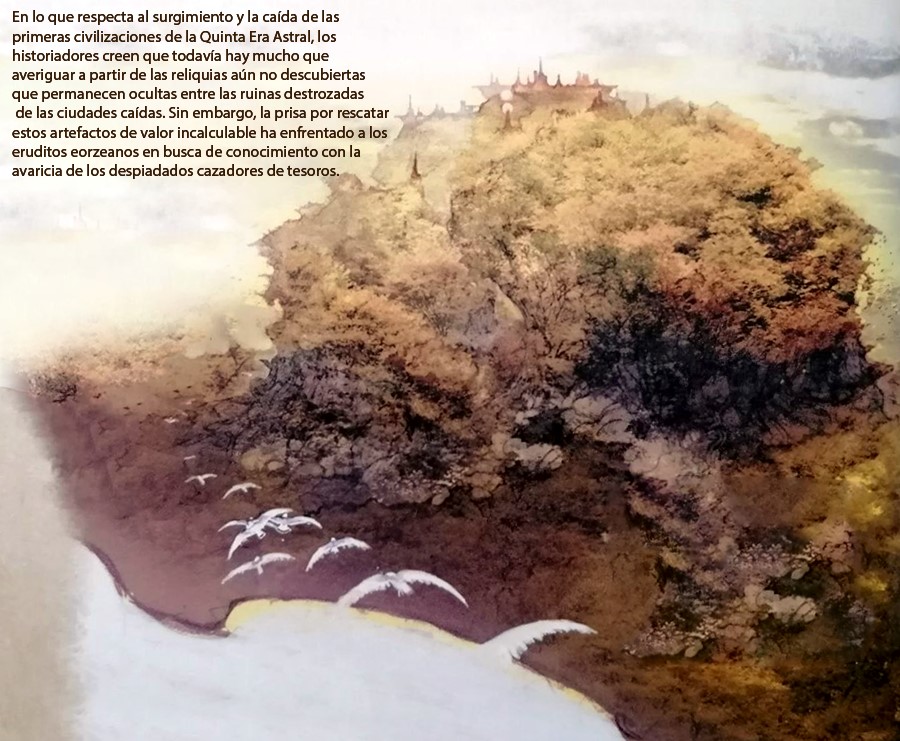 En lo que respecta al surgimiento y la caída de las
primeras civilizaciones de la Quinta Era Astral, los
historiadores creen que todavía hay mucho que
averiguar a partir de las reliquias aún no descubiertas
que permanecen ocultas entre las ruinas destrozadas
de las ciudades caídas. Sin embargo, la prisa por rescatar
estos artefactos de valor incalculable ha enfrentado a los
eruditos eorzeanos en busca de conocimiento con la
avaricia de los despiadados cazadores de tesoros.